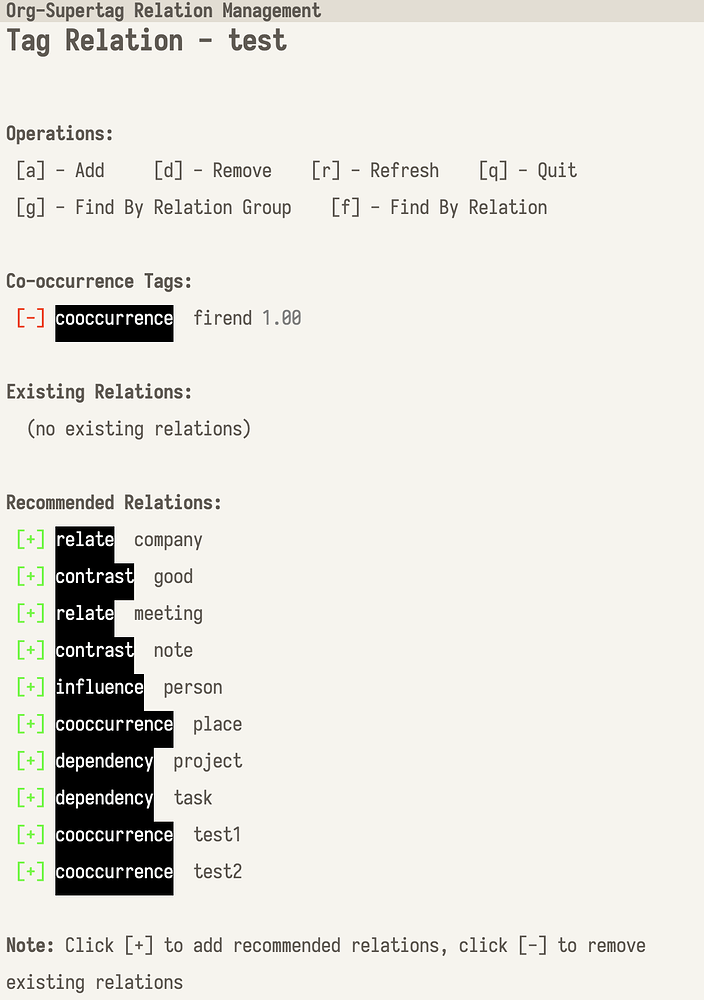 Org-Supertag Relation Management
Tag Relation - test
Operations:
[a] - Add [d] - Remove [r] - Refresh [q] - Quit
[g] - Find By Relation Group [f] - Find By Relation
Co-occurrence Tags:
[-] cooccurrence firend 1.00
Existing Relations:
(no existing relations)
Recommended Relations:
[+] relate company
[+] contrast good
[+] relate meeting
[+] contrast note
[+] influence person
[+] cooccurrence place
[+] dependency project
[+] dependency task
[+] cooccurrence test1
[+] cooccurrence test2
Note: Click [+] to add recommended relations, click [-] to remove
existing relations